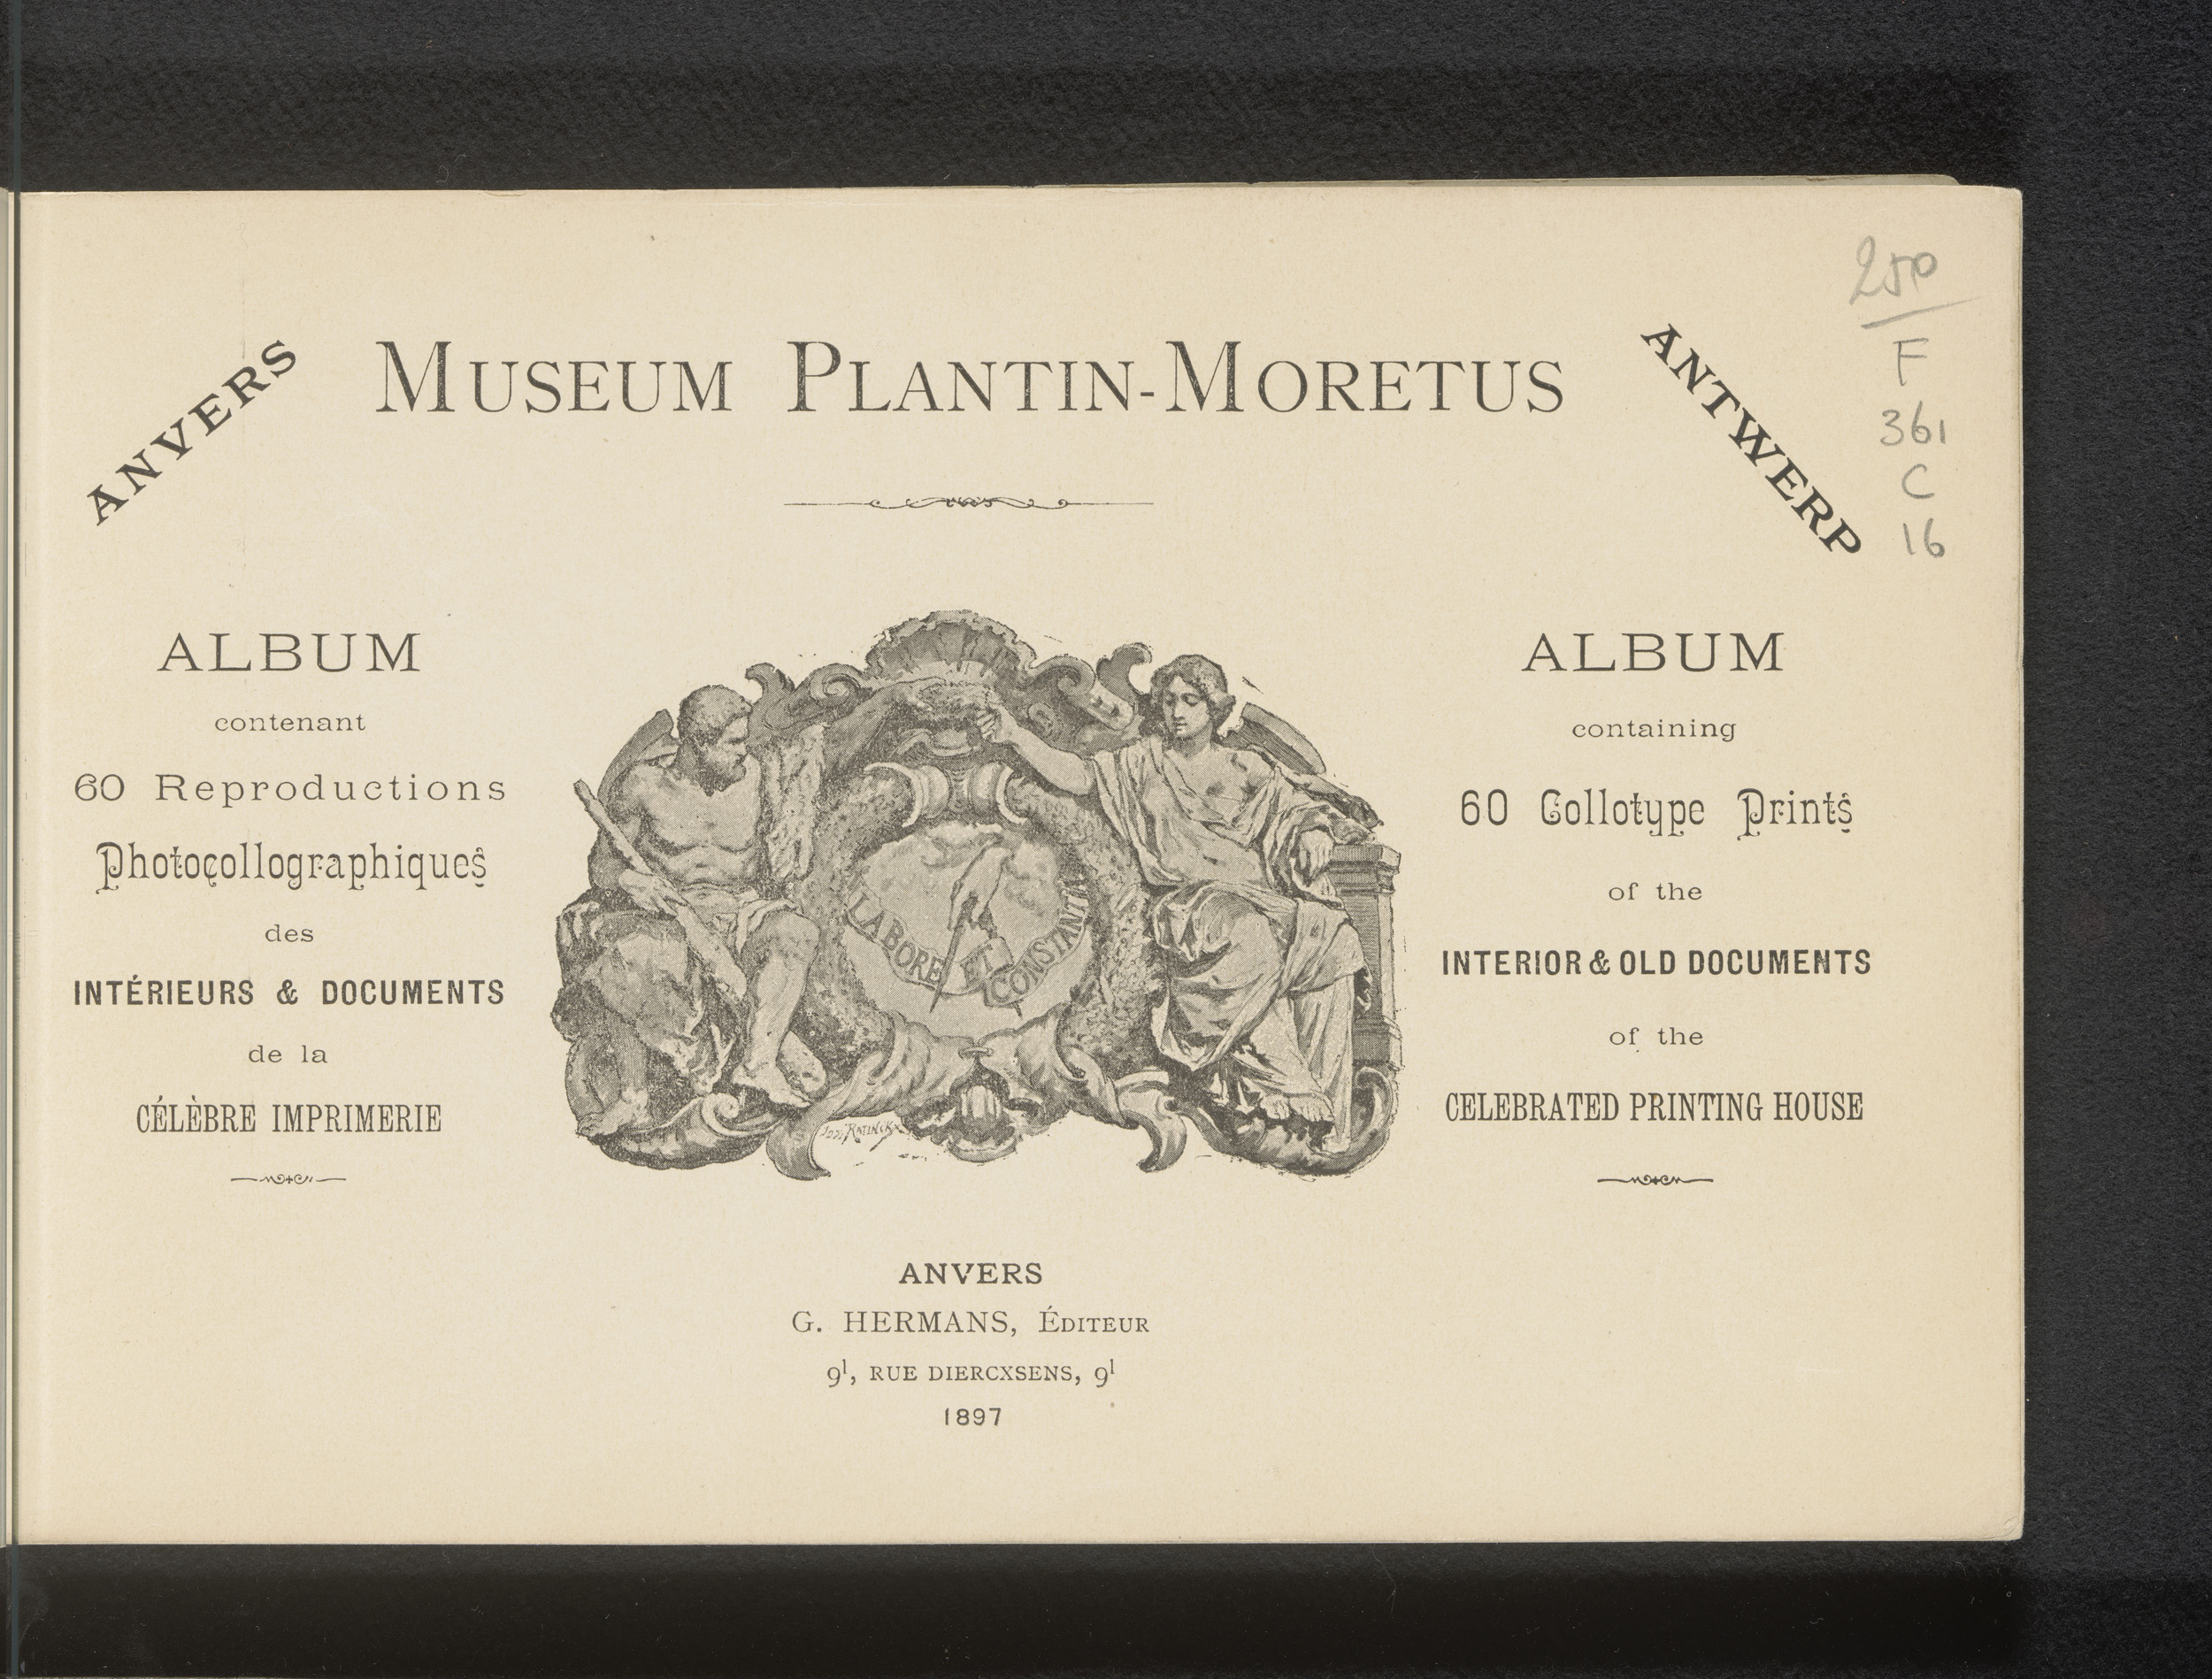 ANVERS
MUSEUM PLANTIN-MORETUS
ANTWERP
F
361
C
16
ALBUM
contenant
60 Reproductions
Photocollographiques
des
INTÉRIEURS & DOCUMENTS
de la
CÉLÈBRE IMPRIMERIE
LABORE ET CONSTANTIA
ALBUM
containing
60 Collotype Prints
of the
INTERIOR & OLD DOCUMENTS
of the
CELEBRATED PRINTING HOUSE
ANVERS
G. HERMANS, ÉDITEUR
9¹, RUE DIERCXSENS, 9¹
1897